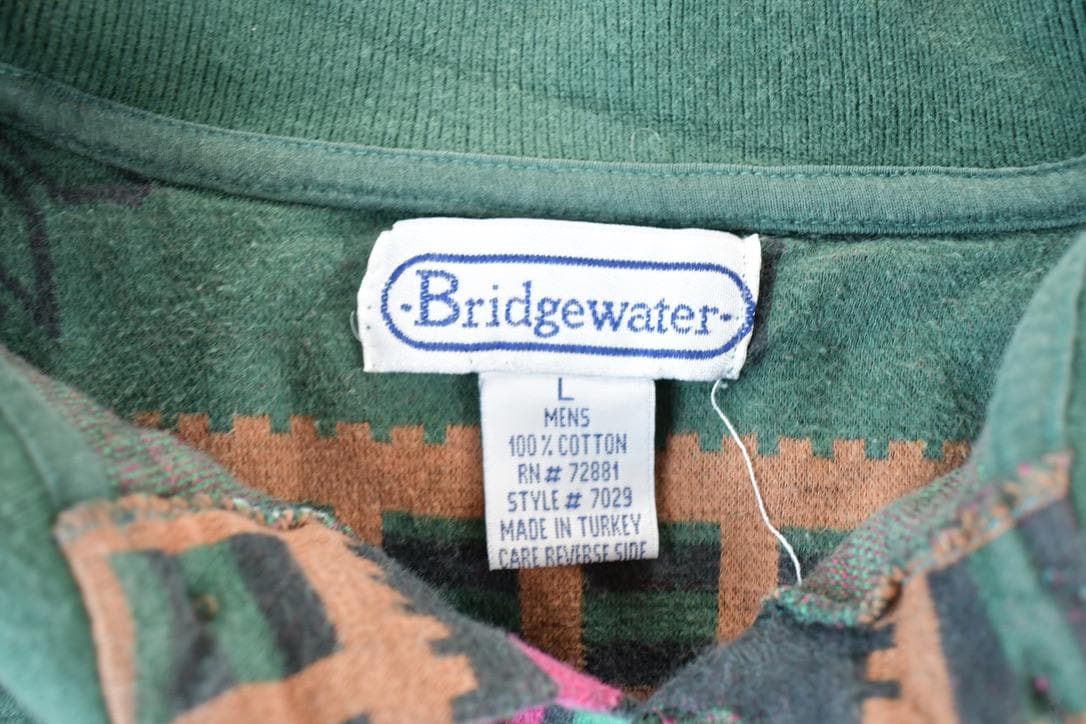 ·Bridgewater·
L
MENS
100% COTTON
RN# 72881
STYLE# 7029
MADE IN TURKEY
CARE REVERSE SIDE